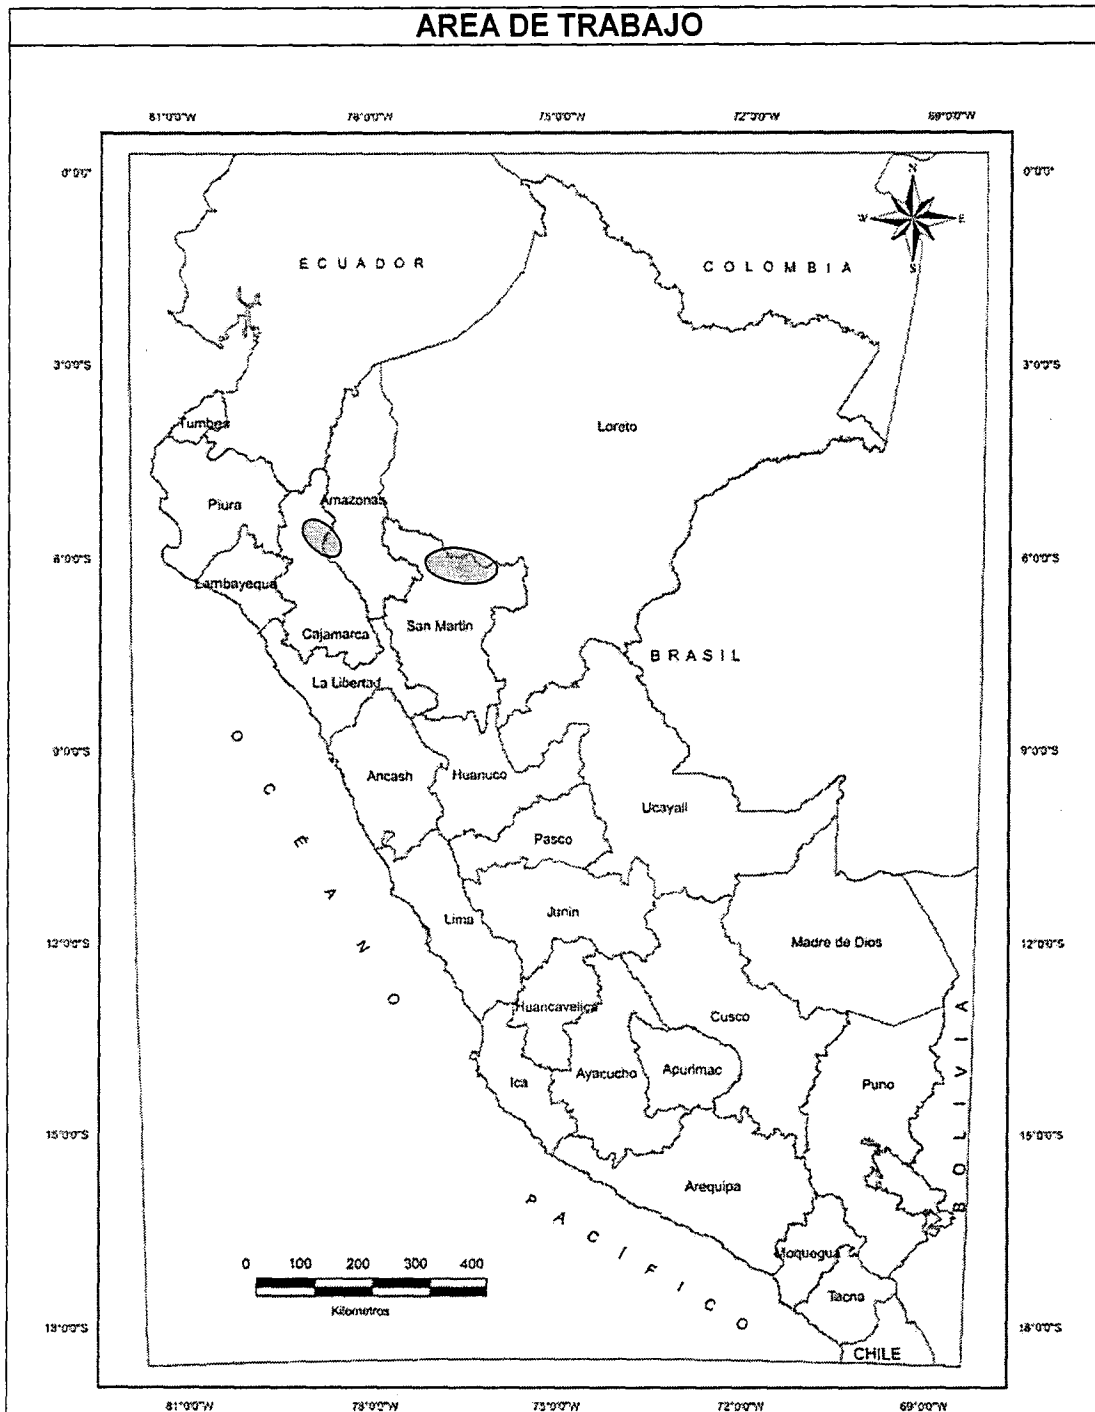 AREA DE TRABAJO
81°0'0"W 78°0'0"W 75°0'0"W 72°0'0"W 69°0'0"W
0°0'0" 0°0'0"
N
W E
S
ECUADOR COLOMBIA
3°0'0"S 3°0'0"S
Tumbes
Loreto
Amazonas
Piura
6°0'0"S 6°0'0"S
Lambayeque
San Martin
Cajamarca
BRASIL
La Libertad
9°0'0"S 9°0'0"S
Ancash
Huanuco
Ucayali
Pasco
Junin
Lima
12°0'0"S 12°0'0"S
Madre de Dios
Huancavelica
Cusco
Ayacucho
Apurimac
Ica
Puno
BOLIVIA
15°0'0"S 15°0'0"S
Arequipa
OCEANO PACIFICO
Moquegua
0 100 200 300 400
Kilometros
Tacna
18°0'0"S 18°0'0"S
CHILE
81°0'0"W 78°0'0"W 75°0'0"W 72°0'0"W 69°0'0"W